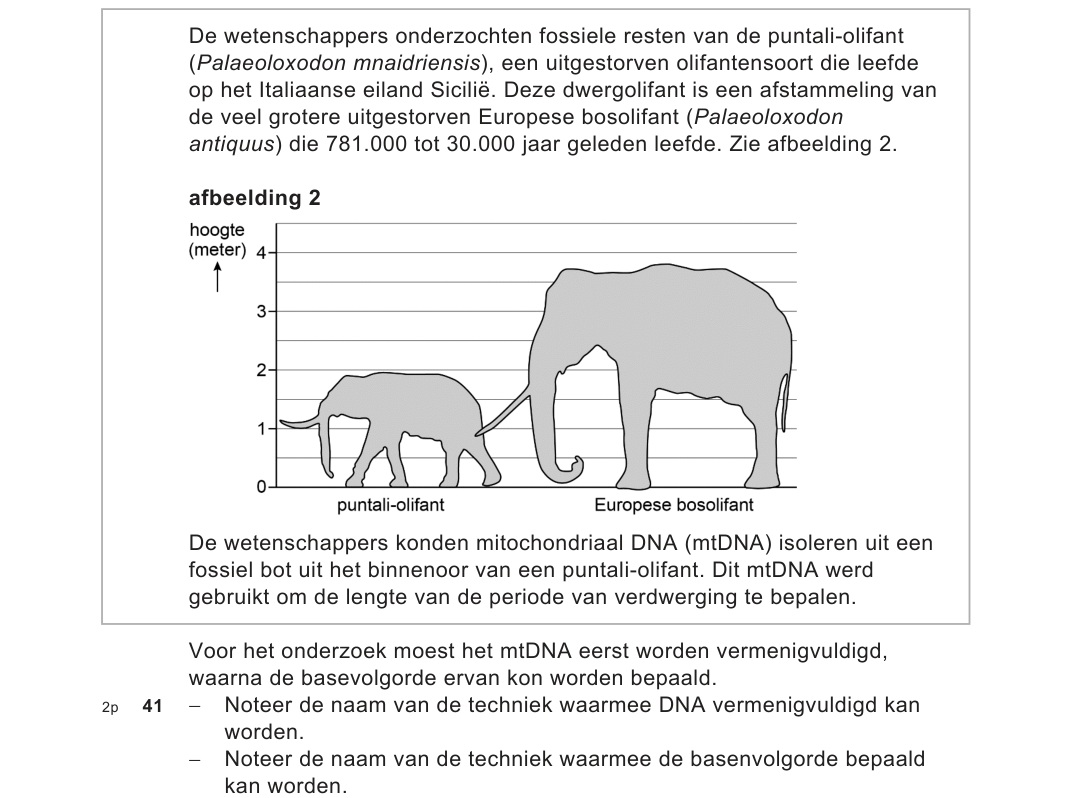 De wetenschappers onderzochten fossiele resten van de puntali-olifant
(Palaeoloxodon mnaidriensis), een uitgestorven olifantensoort die leefde
op het Italiaanse eiland Sicilië. Deze dwergolifant is een afstammeling van
de veel grotere uitgestorven Europese bosolifant (Palaeoloxodon
antiquus) die 781.000 tot 30.000 jaar geleden leefde. Zie afbeelding 2.
afbeelding 2
hoogte
(meter)
4
3
2
1
0
puntali-olifant
Europese bosolifant
De wetenschappers konden mitochondriaal DNA (mtDNA) isoleren uit een
fossiel bot uit het binnenoor van een puntali-olifant. Dit mtDNA werd
gebruikt om de lengte van de periode van verdwerging te bepalen.
Voor het onderzoek moest het mtDNA eerst worden vermenigvuldigd,
waarna de basevolgorde ervan kon worden bepaald.
2p 41 – Noteer de naam van de techniek waarmee DNA vermenigvuldigd kan
worden.
– Noteer de naam van de techniek waarmee de basenvolgorde bepaald
kan worden.